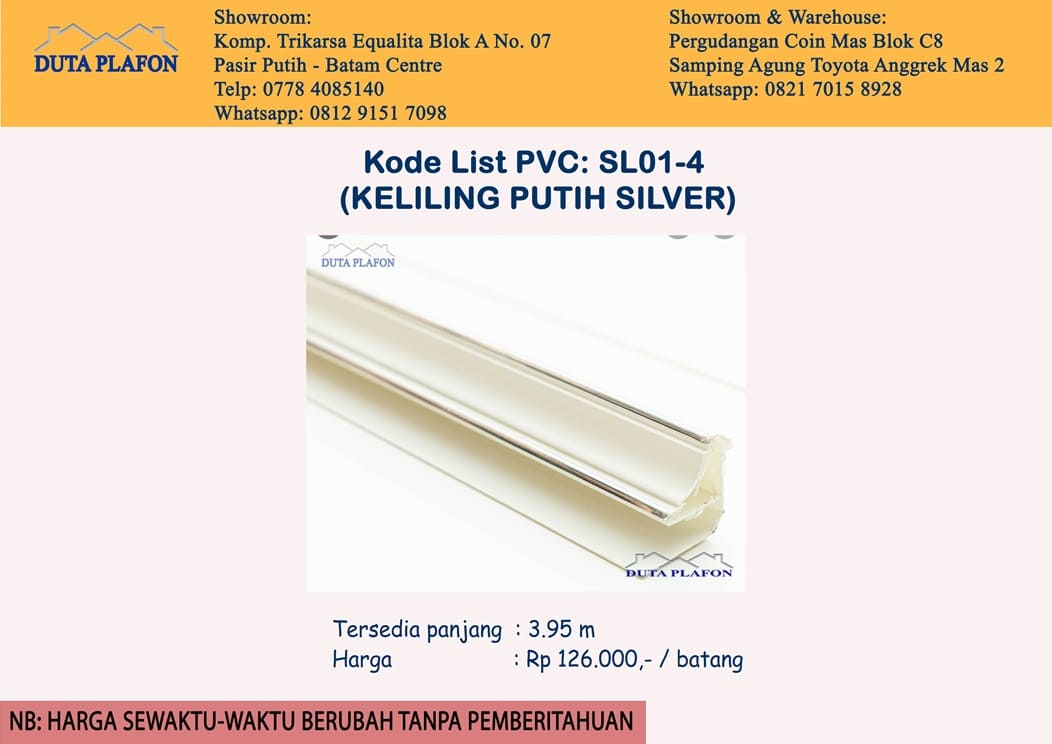 DUTA PLAFON
Showroom:
Komp. Trikarsa Equalita Blok A No. 07
Pasir Putih - Batam Centre
Telp: 0778 4085140
Whatsapp: 0812 9151 7098
Showroom & Warehouse:
Pergudangan Coin Mas Blok C8
Samping Agung Toyota Anggrek Mas 2
Whatsapp: 0821 7015 8928
Kode List PVC: SL01-4
(KELILING PUTIH SILVER)
DUTA PLAFON
DUTA PLAFON
Tersedia panjang : 3.95 m
Harga : Rp 126.000,- / batang
NB: HARGA SEWAKTU-WAKTU BERUBAH TANPA PEMBERITAHUAN